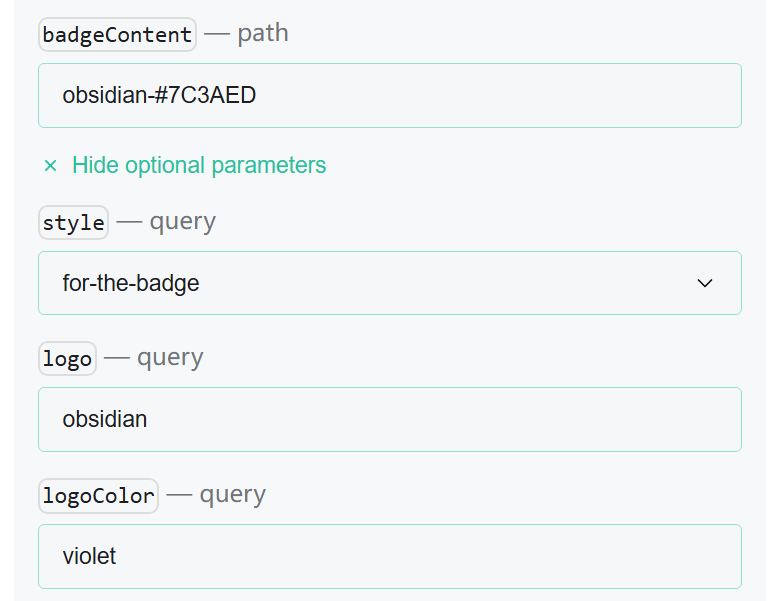 badgeContent — path
obsidian-#7C3AED
× Hide optional parameters
style — query
for-the-badge
logo — query
obsidian
logoColor — query
violet